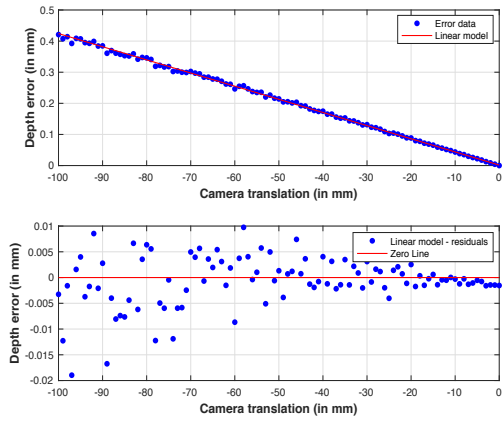 0.5
0.4
0.3
0.2
0.1
0
Depth error (in mm)
Error data
Linear model
-100 -90 -80 -70 -60 -50 -40 -30 -20 -10 0
Camera translation (in mm)
0.01
0.005
0
-0.005
-0.01
-0.015
-0.02
Depth error (in mm)
Linear model - residuals
Zero Line
-100 -90 -80 -70 -60 -50 -40 -30 -20 -10 0
Camera translation (in mm)